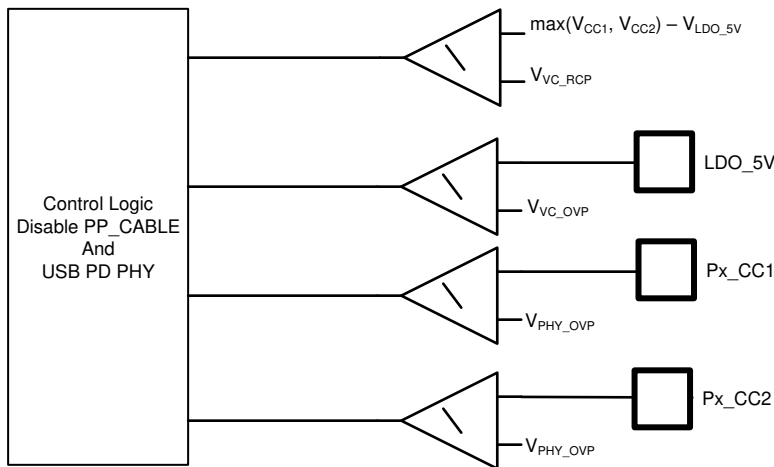 max(VCC1, VCC2) – VLDO_5V
VVC_RCP
LDO_5V
VVC_OVP
Control Logic
Disable PP_CABLE
And
USB PD PHY
Px_CC1
VPHY_OVP
Px_CC2
VPHY_OVP